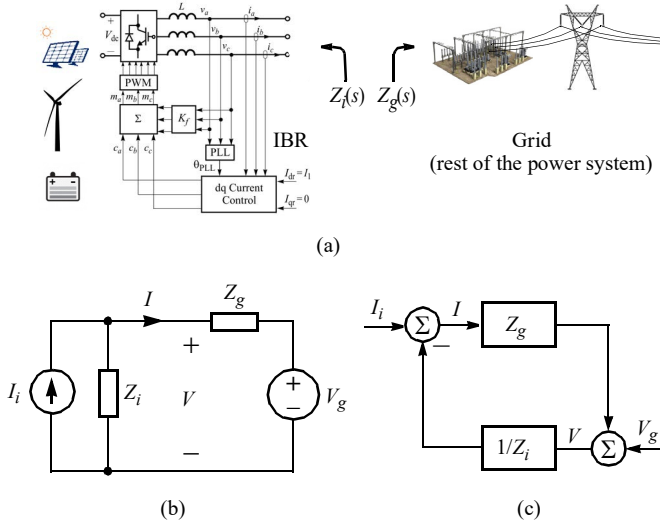 L
v_a
i_a
+
V_dc
v_b
i_b
−
v_c
i_c
Z_i(s)
Z_g(s)
PWM
m_a
m_b
m_c
Σ
K_f
IBR
Grid
(rest of the power system)
c_a
c_b
c_c
PLL
θ_PLL
+ −
dq Current
Control
I_dr = I_1
I_qr = 0
(a)
I
Z_g
I_i
Z_i
+
V
−
+
−
V_g
(b)
I_i
Σ
I
−
Z_g
1/Z_i
V
Σ
V_g
(c)